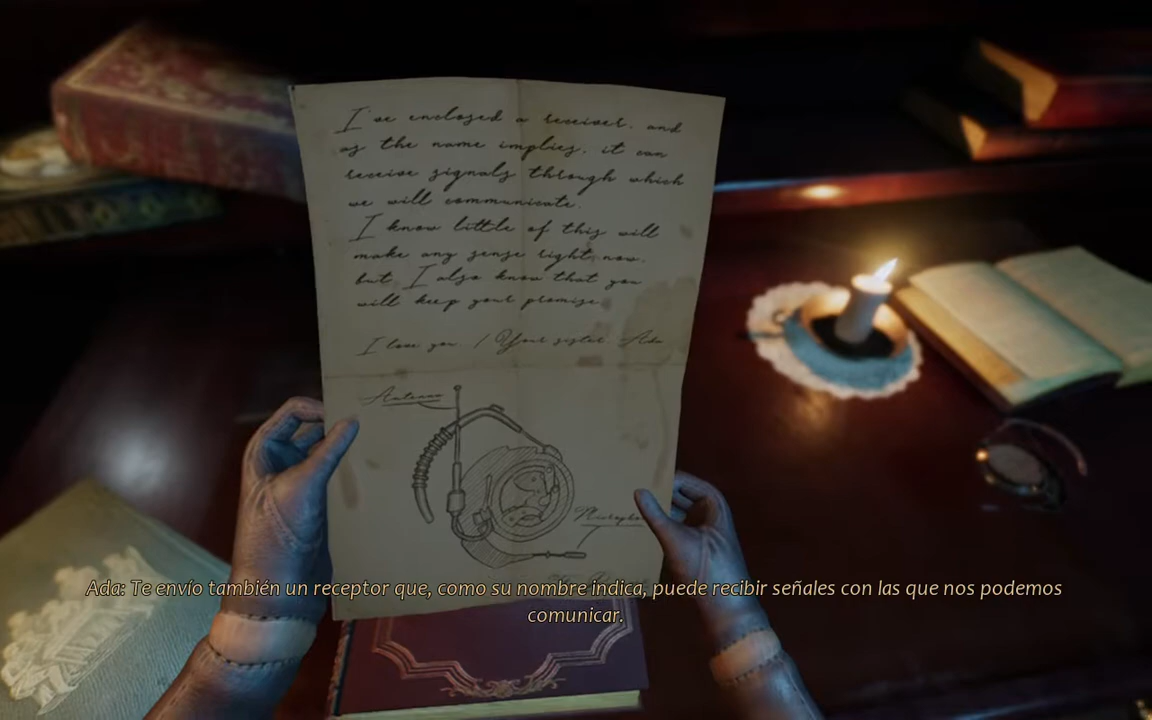 I've enclosed a receiver, and
as the name implies, it can
receive signals through which
we will communicate.
I know little of this will
make any sense right now,
but I also know that you
will keep your promise.
I love you / Your sister, Ada
Antenna
Microphone
Ada: Te envío también un receptor que, como su nombre indica, puede recibir señales con las que nos podemos
comunicar.